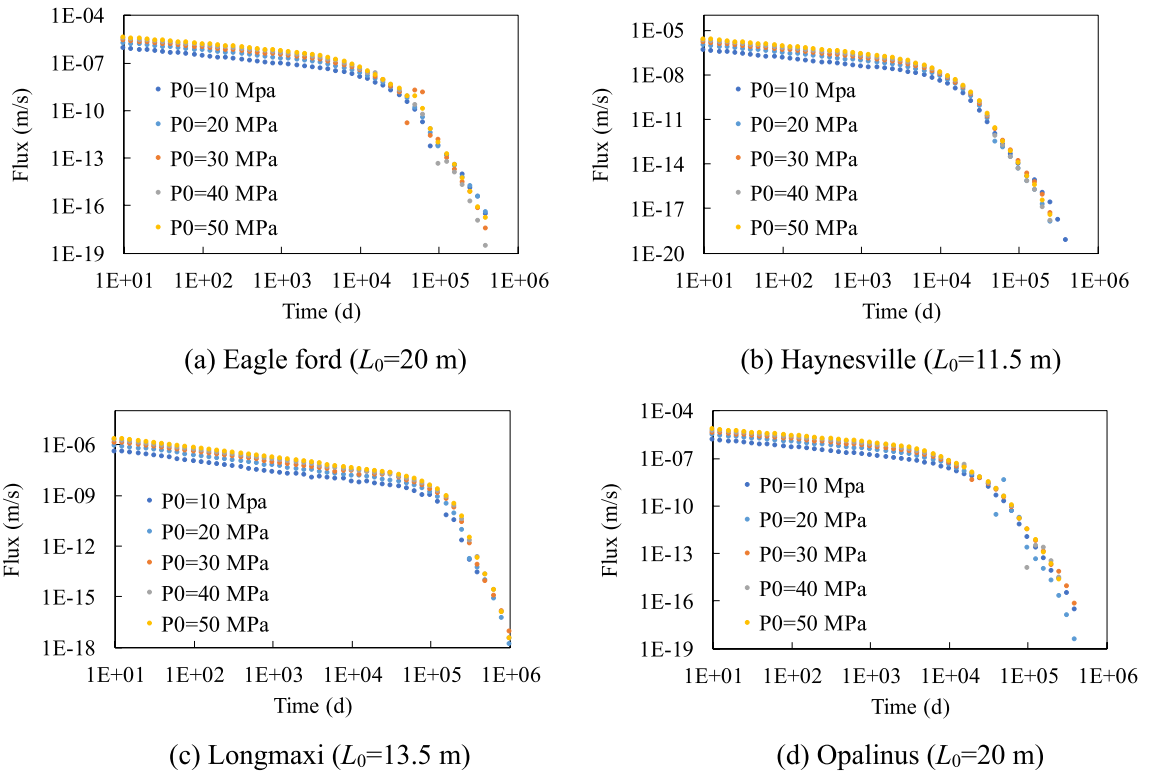 1E-04
1E-07
1E-10
1E-13
1E-16
1E-19
Flux (m/s)
P0=10 Mpa
P0=20 MPa
P0=30 MPa
P0=40 MPa
P0=50 MPa
1E+01 1E+02 1E+03 1E+04 1E+05 1E+06
Time (d)
(a) Eagle ford (L0=20 m)
1E-05
1E-08
1E-11
1E-14
1E-17
1E-20
Flux (m/s)
P0=10 MPa
P0=20 MPa
P0=30 MPa
P0=40 MPa
P0=50 MPa
1E+01 1E+02 1E+03 1E+04 1E+05 1E+06
Time (d)
(b) Haynesville (L0=11.5 m)
1E-06
1E-09
1E-12
1E-15
1E-18
Flux (m/s)
P0=10 Mpa
P0=20 MPa
P0=30 MPa
P0=40 MPa
P0=50 MPa
1E+01 1E+02 1E+03 1E+04 1E+05 1E+06
Time (d)
(c) Longmaxi (L0=13.5 m)
1E-04
1E-07
1E-10
1E-13
1E-16
1E-19
Flux (m/s)
P0=10 Mpa
P0=20 MPa
P0=30 MPa
P0=40 MPa
P0=50 MPa
1E+01 1E+02 1E+03 1E+04 1E+05 1E+06
Time (d)
(d) Opalinus (L0=20 m)